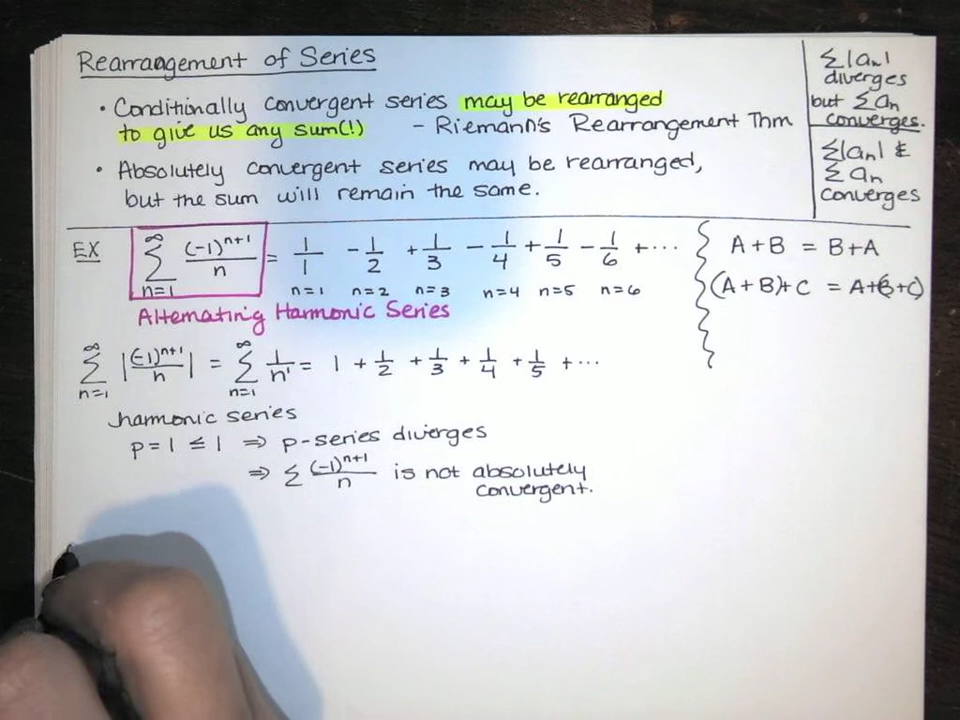 Rearrangement of Series
• Conditionally convergent series may be rearranged
to give us any sum(!) - Riemann's Rearrangement Thm
• Absolutely convergent series may be rearranged,
but the sum will remain the same.
Σ|aₙ|
diverges
but Σaₙ
converges.
Σ|aₙ| &
Σaₙ
converges
EX ∞ Σ n=1 (-1)ⁿ⁺¹/n = 1/1 - 1/2 + 1/3 - 1/4 + 1/5 - 1/6 + ⋯
n=1 n=2 n=3 n=4 n=5 n=6
Alternating Harmonic Series
A+B = B+A
(A+B)+C = A+(B+C)
∞ Σ n=1 |(-1)ⁿ⁺¹/n| = ∞ Σ n=1 1/n¹ = 1 + 1/2 + 1/3 + 1/4 + 1/5 + ⋯
harmonic series
p=1 ≤ 1 ⇒ p-series diverges
⇒ Σ (-1)ⁿ⁺¹/n is not absolutely
convergent.